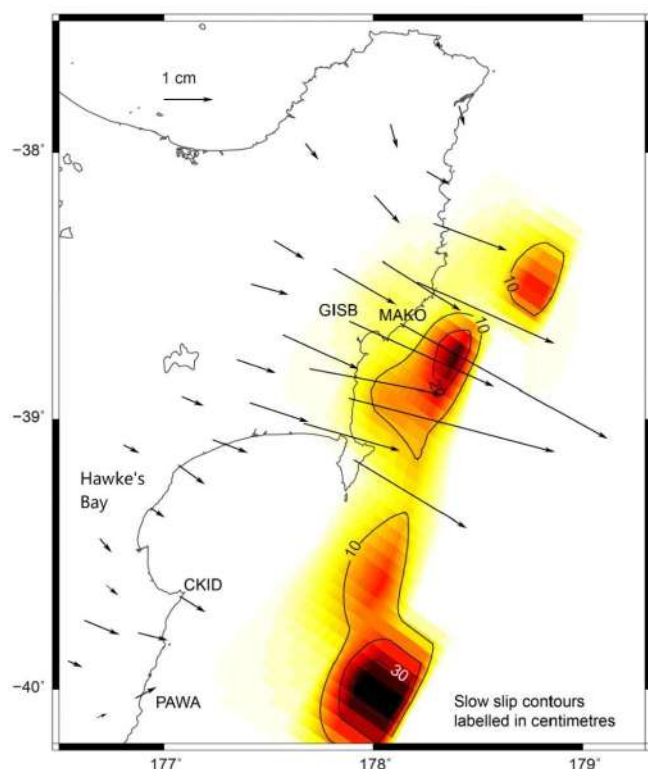 1 cm
−38°
10
GISB MAKO 10
−39°
Hawke's
Bay
10
CKID
30
−40°
PAWA
Slow slip contours
labelled in centimetres
177° 178° 179°